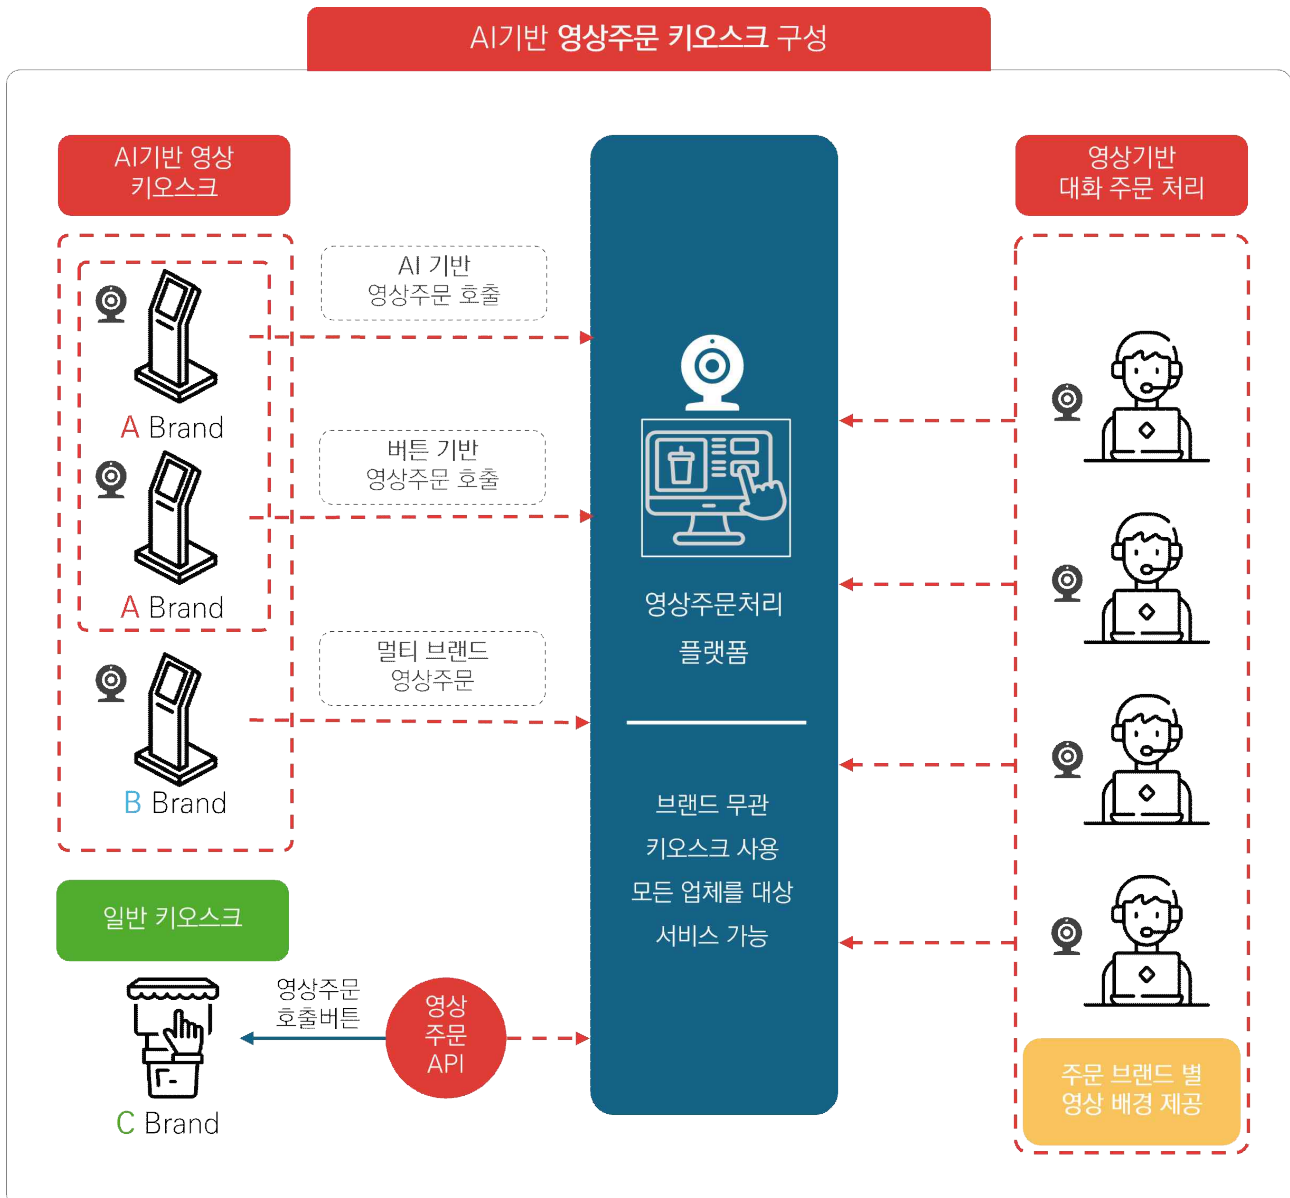 AI기반 영상주문 키오스크 구성
AI기반 영상
키오스크
AI 기반
영상주문 호출
A Brand
버튼 기반
영상주문 호출
A Brand
멀티 브랜드
영상주문
B Brand
일반 키오스크
영상주문
호출버튼
영상
주문
API
C Brand
영상주문처리
플랫폼
브랜드 무관
키오스크 사용
모든 업체를 대상
서비스 가능
영상기반
대화 주문 처리
주문 브랜드 별
영상 배경 제공